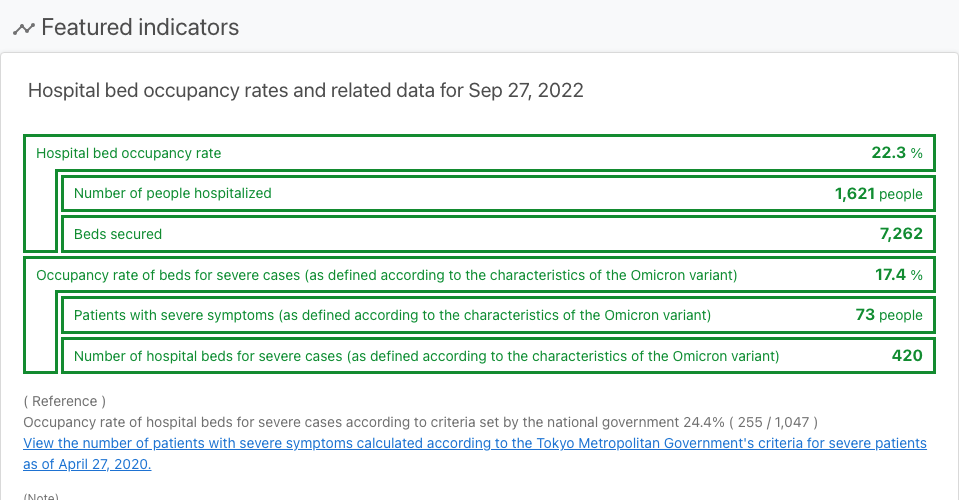 Featured indicators
Hospital bed occupancy rates and related data for Sep 27, 2022
Hospital bed occupancy rate 22.3 %
Number of people hospitalized 1,621 people
Beds secured 7,262
Occupancy rate of beds for severe cases (as defined according to the characteristics of the Omicron variant) 17.4 %
Patients with severe symptoms (as defined according to the characteristics of the Omicron variant) 73 people
Number of hospital beds for severe cases (as defined according to the characteristics of the Omicron variant) 420
( Reference )
Occupancy rate of hospital beds for severe cases according to criteria set by the national government 24.4% ( 255 / 1,047 )
View the number of patients with severe symptoms calculated according to the Tokyo Metropolitan Government's criteria for severe patients
as of April 27, 2020.
(Note)